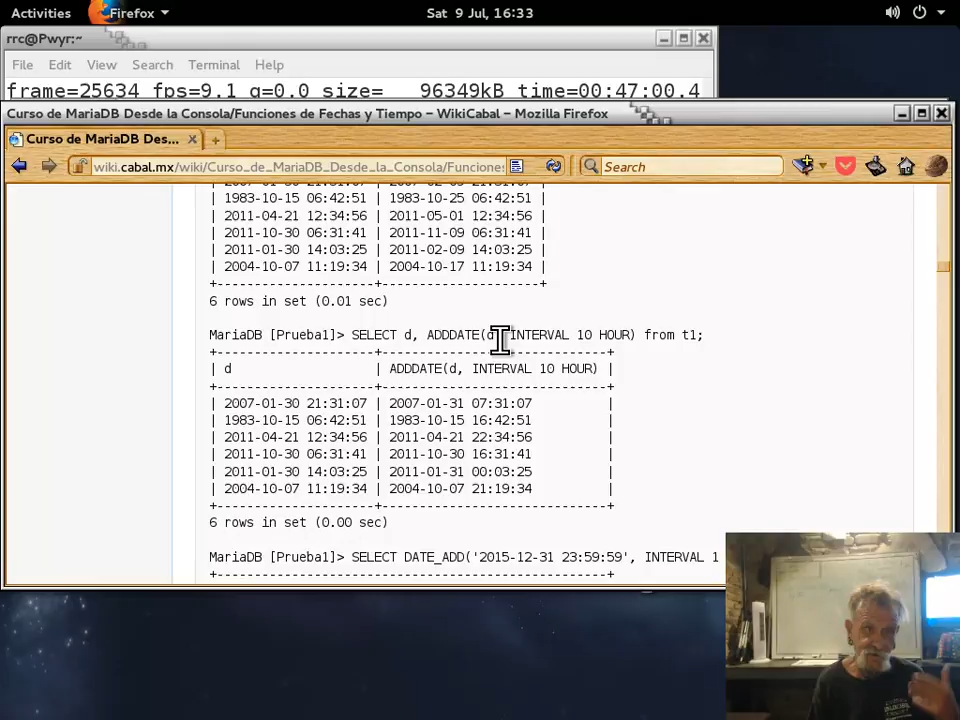 Activities Firefox Sat 9 Jul, 16:33
rrc@Pwyr:~
File Edit View Search Terminal Help
frame=25634 fps=9.1 q=0.0 size= 96349kB time=00:47:00.4
Curso de MariaDB Desde la Consola/Funciones de Fechas y Tiempo – WikiCabal – Mozilla Firefox
Curso de MariaDB Des... × +
wiki.cabal.mx/wiki/Curso_de_MariaDB_Desde_la_Consola/Funcione: Search
| 1983-10-15 06:42:51 | 1983-10-25 06:42:51 |
| 2011-04-21 12:34:56 | 2011-05-01 12:34:56 |
| 2011-10-30 06:31:41 | 2011-11-09 06:31:41 |
| 2011-01-30 14:03:25 | 2011-02-09 14:03:25 |
| 2004-10-07 11:19:34 | 2004-10-17 11:19:34 |
+---------------------+---------------------+
6 rows in set (0.01 sec)
MariaDB [Prueba1]> SELECT d, ADDDATE(d, INTERVAL 10 HOUR) from t1;
+---------------------+------------------------------+
| d | ADDDATE(d, INTERVAL 10 HOUR) |
+---------------------+------------------------------+
| 2007-01-30 21:31:07 | 2007-01-31 07:31:07 |
| 1983-10-15 06:42:51 | 1983-10-15 16:42:51 |
| 2011-04-21 12:34:56 | 2011-04-21 22:34:56 |
| 2011-10-30 06:31:41 | 2011-10-30 16:31:41 |
| 2011-01-30 14:03:25 | 2011-01-31 00:03:25 |
| 2004-10-07 11:19:34 | 2004-10-07 21:19:34 |
+---------------------+------------------------------+
6 rows in set (0.00 sec)
MariaDB [Prueba1]> SELECT DATE_ADD('2015-12-31 23:59:59', INTERVAL 1
+----------------------------------------------------+